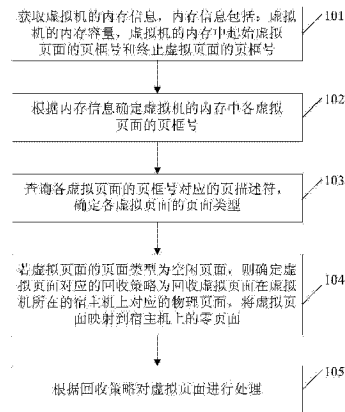 获取虚拟机的内存信息，内存信息包括：虚拟
机的内存容量，虚拟机的内存中起始虚拟
页面的页框号和终止虚拟页面的页框号
101
根据内存信息确定虚拟机的内存中各虚拟
页面的页框号
102
查询各虚拟页面的页框号对应的页描述符，
确定各虚拟页面的页面类型
103
若虚拟页面的页面类型为空闲页面，则确定虚
拟页面对应的回收策略为回收虚拟页面在虚拟
机所在的宿主机上对应的物理页面，将虚拟页
面映射到宿主机上的零页面
104
根据回收策略对虚拟页面进行处理
105